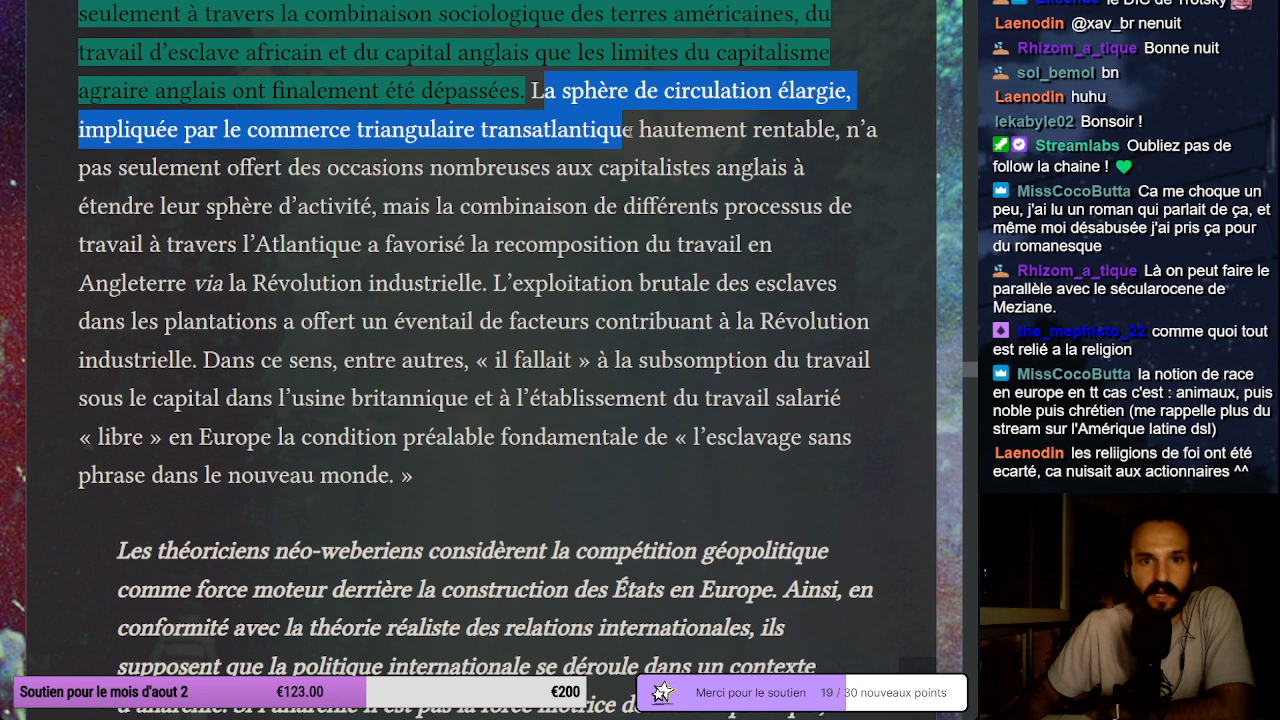 seulement à travers la combinaison sociologique des terres américaines, du
travail d’esclave africain et du capital anglais que les limites du capitalisme
agraire anglais ont finalement été dépassées. La sphère de circulation élargie,
impliquée par le commerce triangulaire transatlantique hautement rentable, n’a
pas seulement offert des occasions nombreuses aux capitalistes anglais à
étendre leur sphère d’activité, mais la combinaison de différents processus de
travail à travers l’Atlantique a favorisé la recomposition du travail en
Angleterre via la Révolution industrielle. L’exploitation brutale des esclaves
dans les plantations a offert un éventail de facteurs contribuant à la Révolution
industrielle. Dans ce sens, entre autres, « il fallait » à la subsomption du travail
sous le capital dans l’usine britannique et à l’établissement du travail salarié
« libre » en Europe la condition préalable fondamentale de « l’esclavage sans
phrase dans le nouveau monde. »
Les théoriciens néo-weberiens considèrent la compétition géopolitique
comme force moteur derrière la construction des États en Europe. Ainsi, en
conformité avec la théorie réaliste des relations internationales, ils
supposent que la politique internationale se déroule dans un contexte
Soutien pour le mois d'aout 2 €123.00 €200
Merci pour le soutien 19 / 30 nouveaux points
le DIC de Trotsky
Laenodin @xav_br nenuit
Rhizom_a_tique Bonne nuit
sol_bemol bn
Laenodin huhu
lekabyle02 Bonsoir !
Streamlabs Oubliez pas de
follow la chaine !
MissCocoButta Ca me choque un
peu, j'ai lu un roman qui parlait de ça, et
même moi désabusée j'ai pris ça pour
du romanesque
Rhizom_a_tique Là on peut faire le
parallèle avec le sécularocene de
Meziane.
the_mephisto_22 comme quoi tout
est relié a la religion
MissCocoButta la notion de race
en europe en tt cas c'est : animaux, puis
noble puis chrétien (me rappelle plus du
stream sur l'Amérique latine dsl)
Laenodin les reliigions de foi ont été
ecarté, ca nuisait aux actionnaires ^^